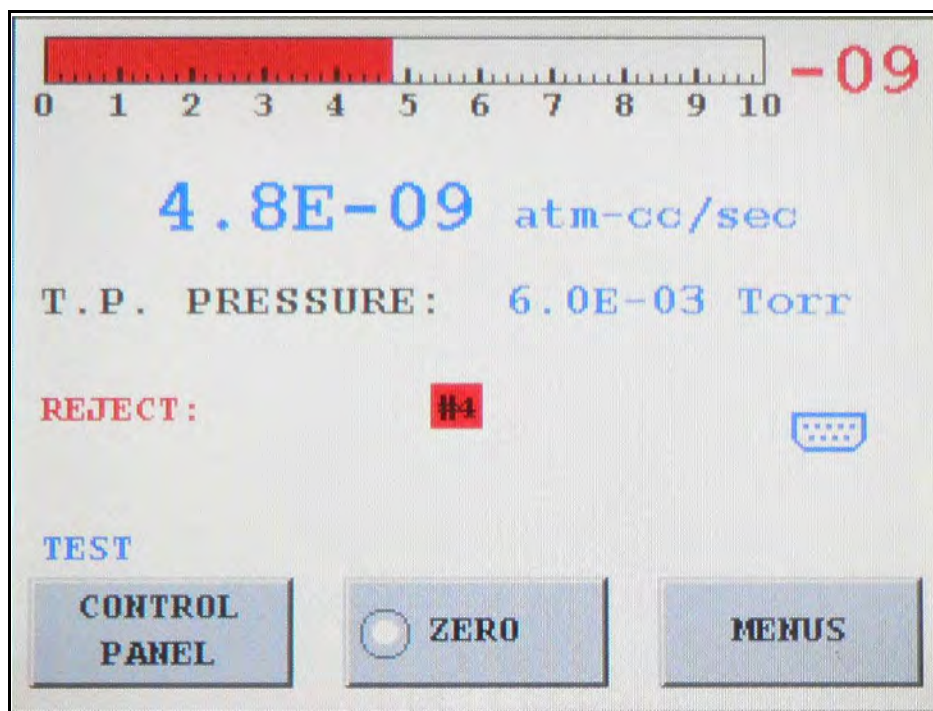 -09
0 1 2 3 4 5 6 7 8 9 10
4.8E-09 atm-cc/sec
T.P. PRESSURE: 6.0E-03 Torr
REJECT: #4
TEST
CONTROL
PANEL
ZERO
MENUS